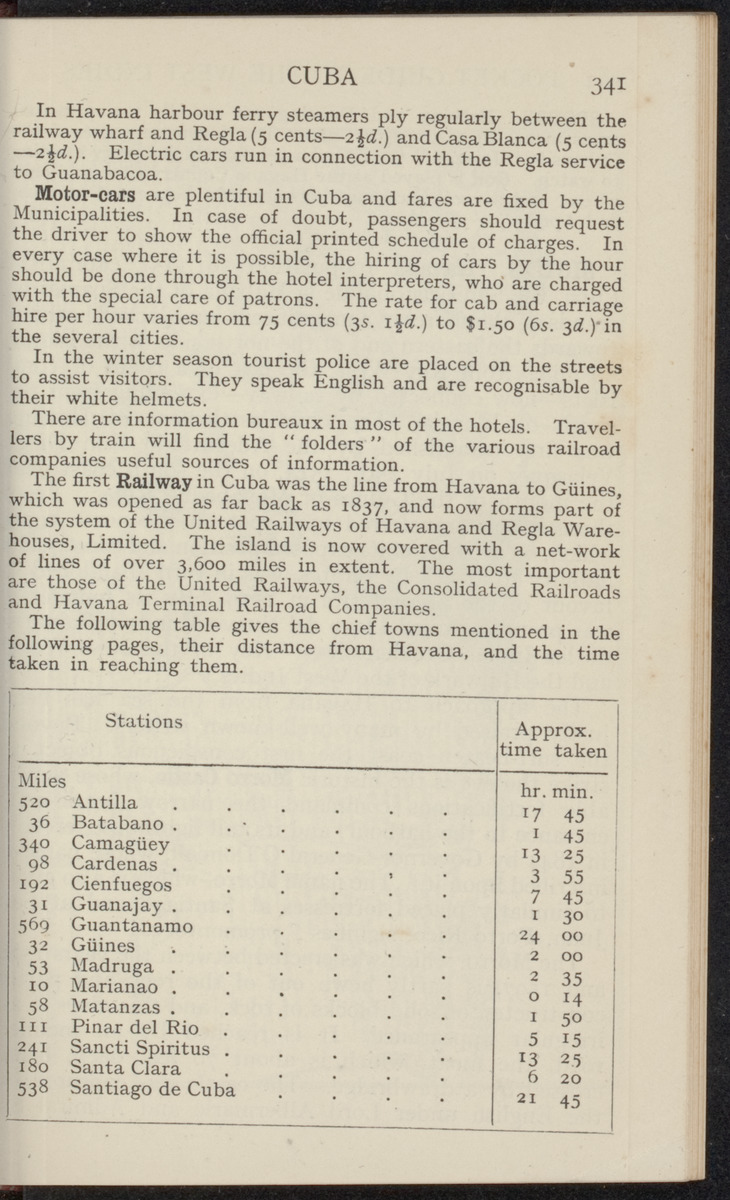 CUBA 341
In Havana harbour ferry steamers ply regularly between the
railway wharf and Regla (5 cents—2½d.) and Casa Blanca (5 cents
—2½d.). Electric cars run in connection with the Regla service
to Guanabacoa.
Motor-cars are plentiful in Cuba and fares are fixed by the
Municipalities. In case of doubt, passengers should request
the driver to show the official printed schedule of charges. In
every case where it is possible, the hiring of cars by the hour
should be done through the hotel interpreters, who are charged
with the special care of patrons. The rate for cab and carriage
hire per hour varies from 75 cents (3s. 1½d.) to $1.50 (6s. 3d.) in
the several cities.
In the winter season tourist police are placed on the streets
to assist visitors. They speak English and are recognisable by
their white helmets.
There are information bureaux in most of the hotels. Travel-
lers by train will find the “folders” of the various railroad
companies useful sources of information.
The first Railway in Cuba was the line from Havana to Güines,
which was opened as far back as 1837, and now forms part of
the system of the United Railways of Havana and Regla Ware-
houses, Limited. The island is now covered with a net-work
of lines of over 3,600 miles in extent. The most important
are those of the United Railways, the Consolidated Railroads
and Havana Terminal Railroad Companies.
The following table gives the chief towns mentioned in the
following pages, their distance from Havana, and the time
taken in reaching them.
Stations Approx.
time taken
Miles hr. min.
520 Antilla . . . . . . 17 45
36 Batabano . . . . . . 1 45
340 Camagüey . . . . . 13 25
98 Cardenas . . . . . . 3 55
192 Cienfuegos . . . . . 7 45
31 Guanajay . . . . . . 1 30
569 Guantanamo . . . . . 24 00
32 Güines . . . . . . 2 00
53 Madruga . . . . . . 2 35
10 Marianao . . . . . . 0 14
58 Matanzas . . . . . . 1 50
111 Pinar del Rio . . . . . 5 15
241 Sancti Spiritus . . . . . 13 25
180 Santa Clara . . . . . 6 20
538 Santiago de Cuba . . . . 21 45